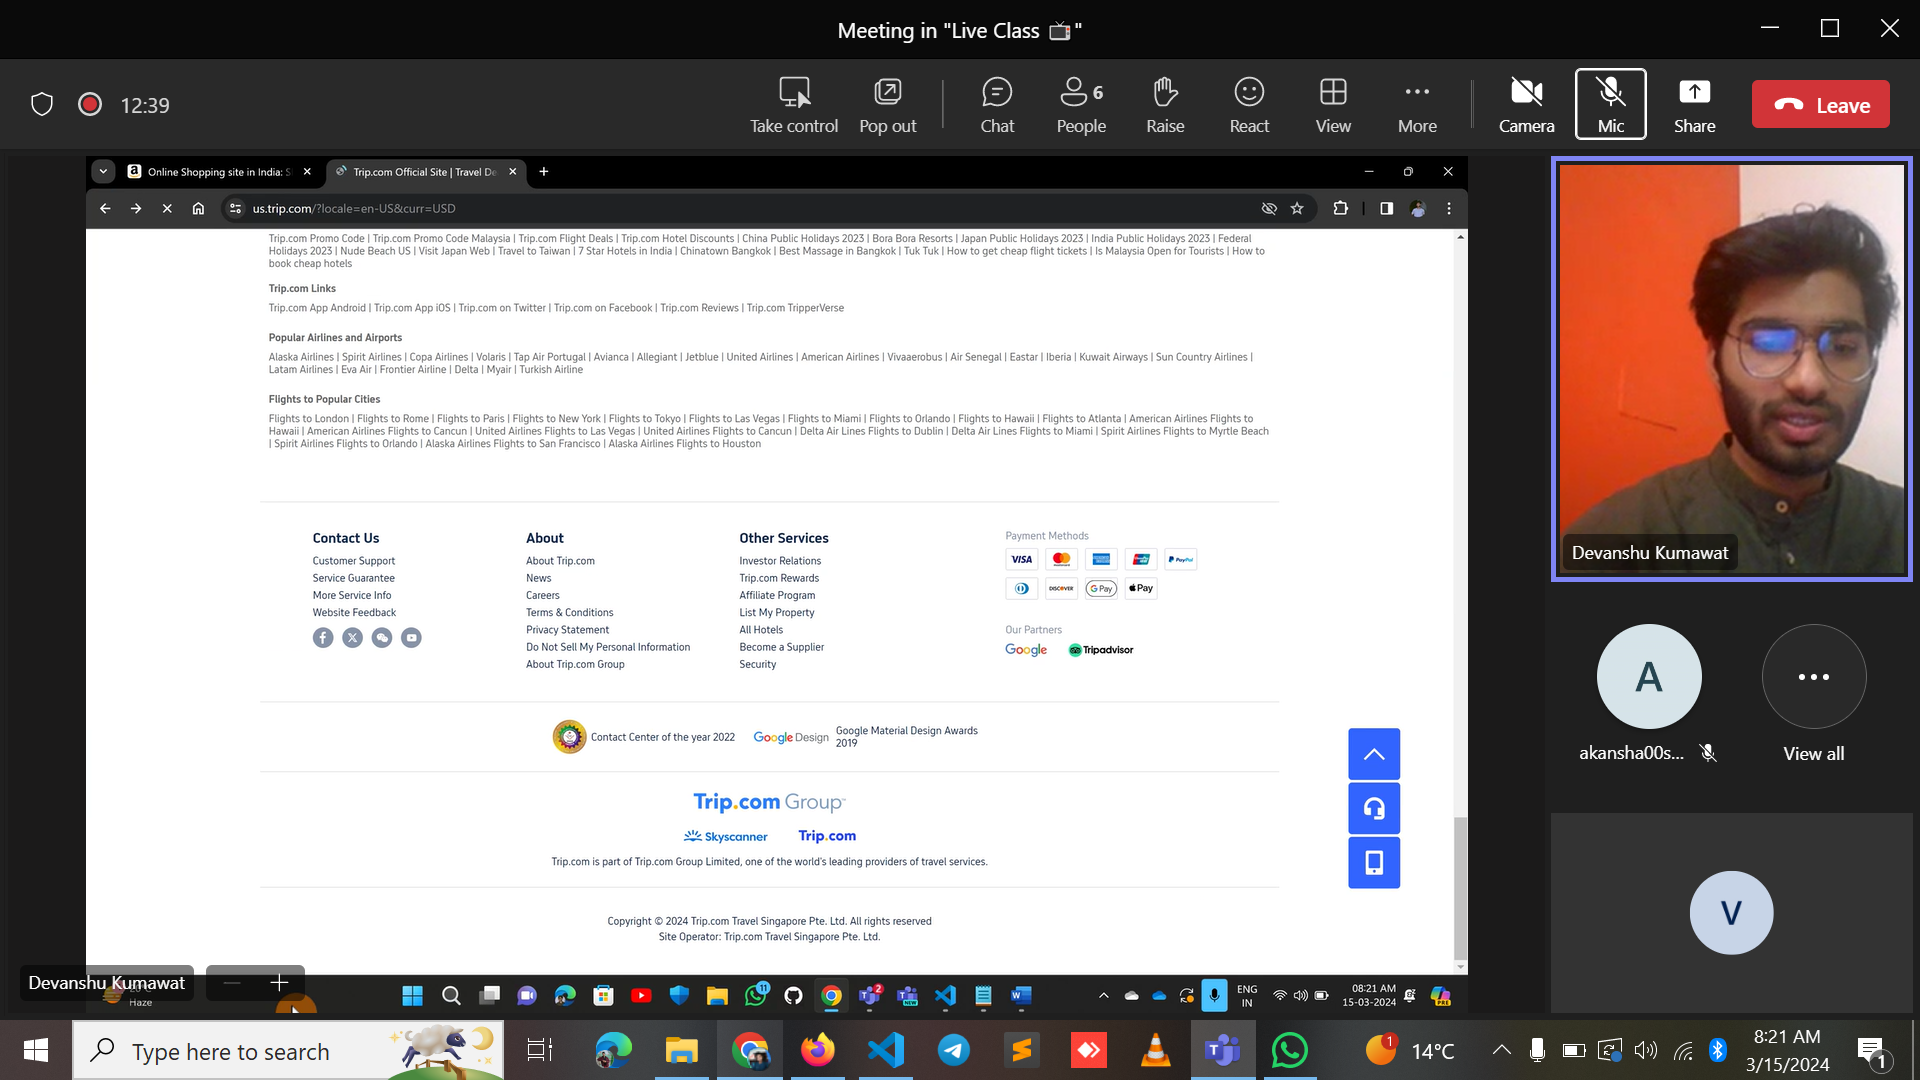 Meeting in "Live Class 📺"
12:39
Take control
Pop out
Chat
6
People
Raise
React
View
More
Camera
Mic
Share
Leave
Online Shopping site in India: S
Trip.com Official Site | Travel De
us.trip.com/?locale=en-US&curr=USD
Trip.com Promo Code | Trip.com Promo Code Malaysia | Trip.com Flight Deals | Trip.com Hotel Discounts | China Public Holidays 2023 | Bora Bora Resorts | Japan Public Holidays 2023 | India Public Holidays 2023 | Federal
Holidays 2023 | Nude Beach US | Visit Japan Web | Travel to Taiwan | 7 Star Hotels in India | Chinatown Bangkok | Best Massage in Bangkok | Tuk Tuk | How to get cheap flight tickets | Is Malaysia Open for Tourists | How to
book cheap hotels
Trip.com Links
Trip.com App Android | Trip.com App iOS | Trip.com on Twitter | Trip.com on Facebook | Trip.com Reviews | Trip.com TripperVerse
Popular Airlines and Airports
Alaska Airlines | Spirit Airlines | Copa Airlines | Volaris | Tap Air Portugal | Avianca | Allegiant | Jetblue | United Airlines | American Airlines | Vivaaerobus | Air Senegal | Eastar | Iberia | Kuwait Airways | Sun Country Airlines |
Latam Airlines | Eva Air | Frontier Airline | Delta | Myair | Turkish Airline
Flights to Popular Cities
Flights to London | Flights to Rome | Flights to Paris | Flights to New York | Flights to Tokyo | Flights to Las Vegas | Flights to Miami | Flights to Orlando | Flights to Hawaii | Flights to Atlanta | American Airlines Flights to
Hawaii | American Airlines Flights to Cancun | United Airlines Flights to Las Vegas | United Airlines Flights to Cancun | Delta Air Lines Flights to Dublin | Delta Air Lines Flights to Miami | Spirit Airlines Flights to Myrtle Beach
| Spirit Airlines Flights to Orlando | Alaska Airlines Flights to San Francisco | Alaska Airlines Flights to Houston
Contact Us
Customer Support
Service Guarantee
More Service Info
Website Feedback
About
About Trip.com
News
Careers
Terms & Conditions
Privacy Statement
Do Not Sell My Personal Information
About Trip.com Group
Other Services
Investor Relations
Trip.com Rewards
Affiliate Program
List My Property
All Hotels
Become a Supplier
Security
Payment Methods
VISA
PayPal
DISCOVER
G Pay
Pay
Our Partners
Google
Tripadvisor
Contact Center of the year 2022
Google Design
Google Material Design Awards
2019
Trip.com Group™
Skyscanner
Trip.com
Trip.com is part of Trip.com Group Limited, one of the world's leading providers of travel services.
Copyright © 2024 Trip.com Travel Singapore Pte. Ltd. All rights reserved
Site Operator: Trip.com Travel Singapore Pte. Ltd.
Devanshu Kumawat
A
akansha00s...
View all
V
Devanshu Kumawat
Haze
11
2
NEW
ENG
IN
08:21 AM
15-03-2024
PRE
Type here to search
1
14°C
8:21 AM
3/15/2024
1